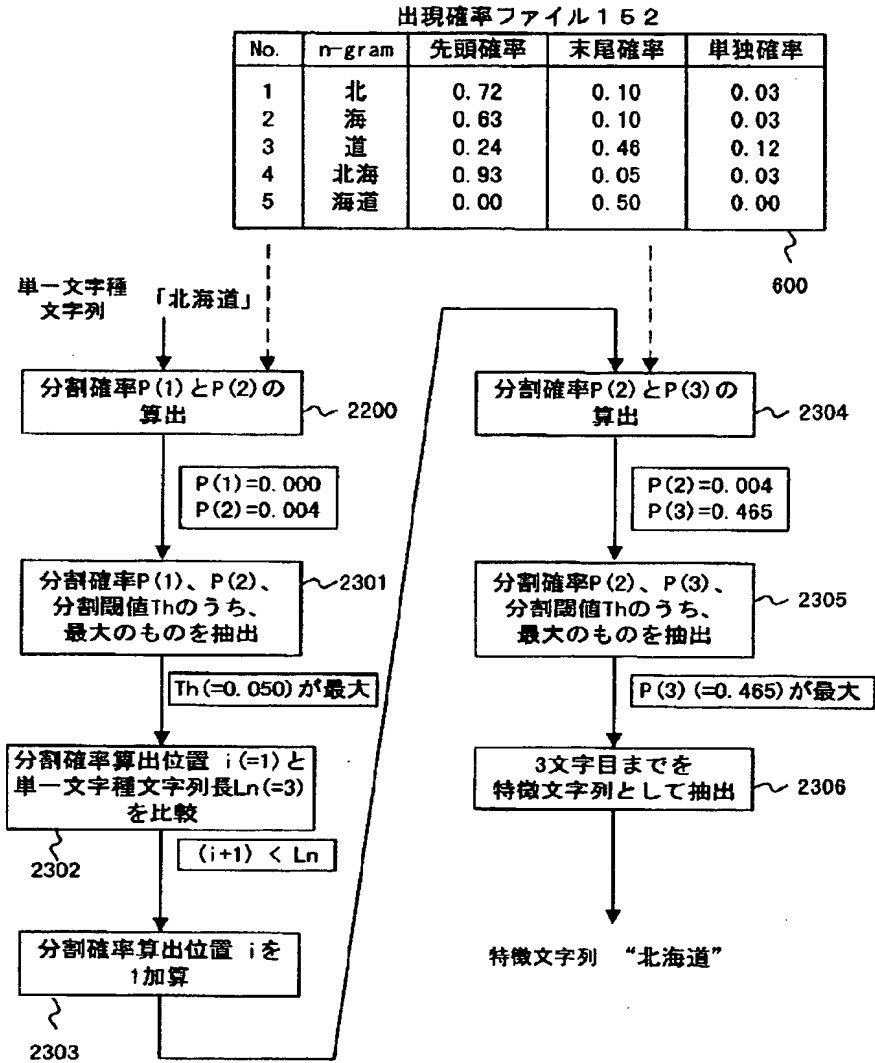 出現確率ファイル152
No. n-gram 先頭確率 末尾確率 単独確率
1 北 0.72 0.10 0.03
2 海 0.63 0.10 0.03
3 道 0.24 0.46 0.12
4 北海 0.93 0.05 0.03
5 海道 0.00 0.50 0.00
600
単一文字種
文字列
「北海道」
分割確率P(1)とP(2)の
算出
2200
P(1)=0.000
P(2)=0.004
分割確率P(1)、P(2)、
分割閾値Thのうち、
最大のものを抽出
2301
Th(=0.050)が最大
分割確率算出位置 i(=1)と
単一文字種文字列長Ln(=3)
を比較
2302
(i+1) < Ln
分割確率算出位置 iを
1加算
2303
分割確率P(2)とP(3)の
算出
2304
P(2)=0.004
P(3)=0.465
分割確率P(2)、P(3)、
分割閾値Thのうち、
最大のものを抽出
2305
P(3)(=0.465)が最大
3文字目までを
特徴文字列として抽出
2306
特徴文字列 “北海道”